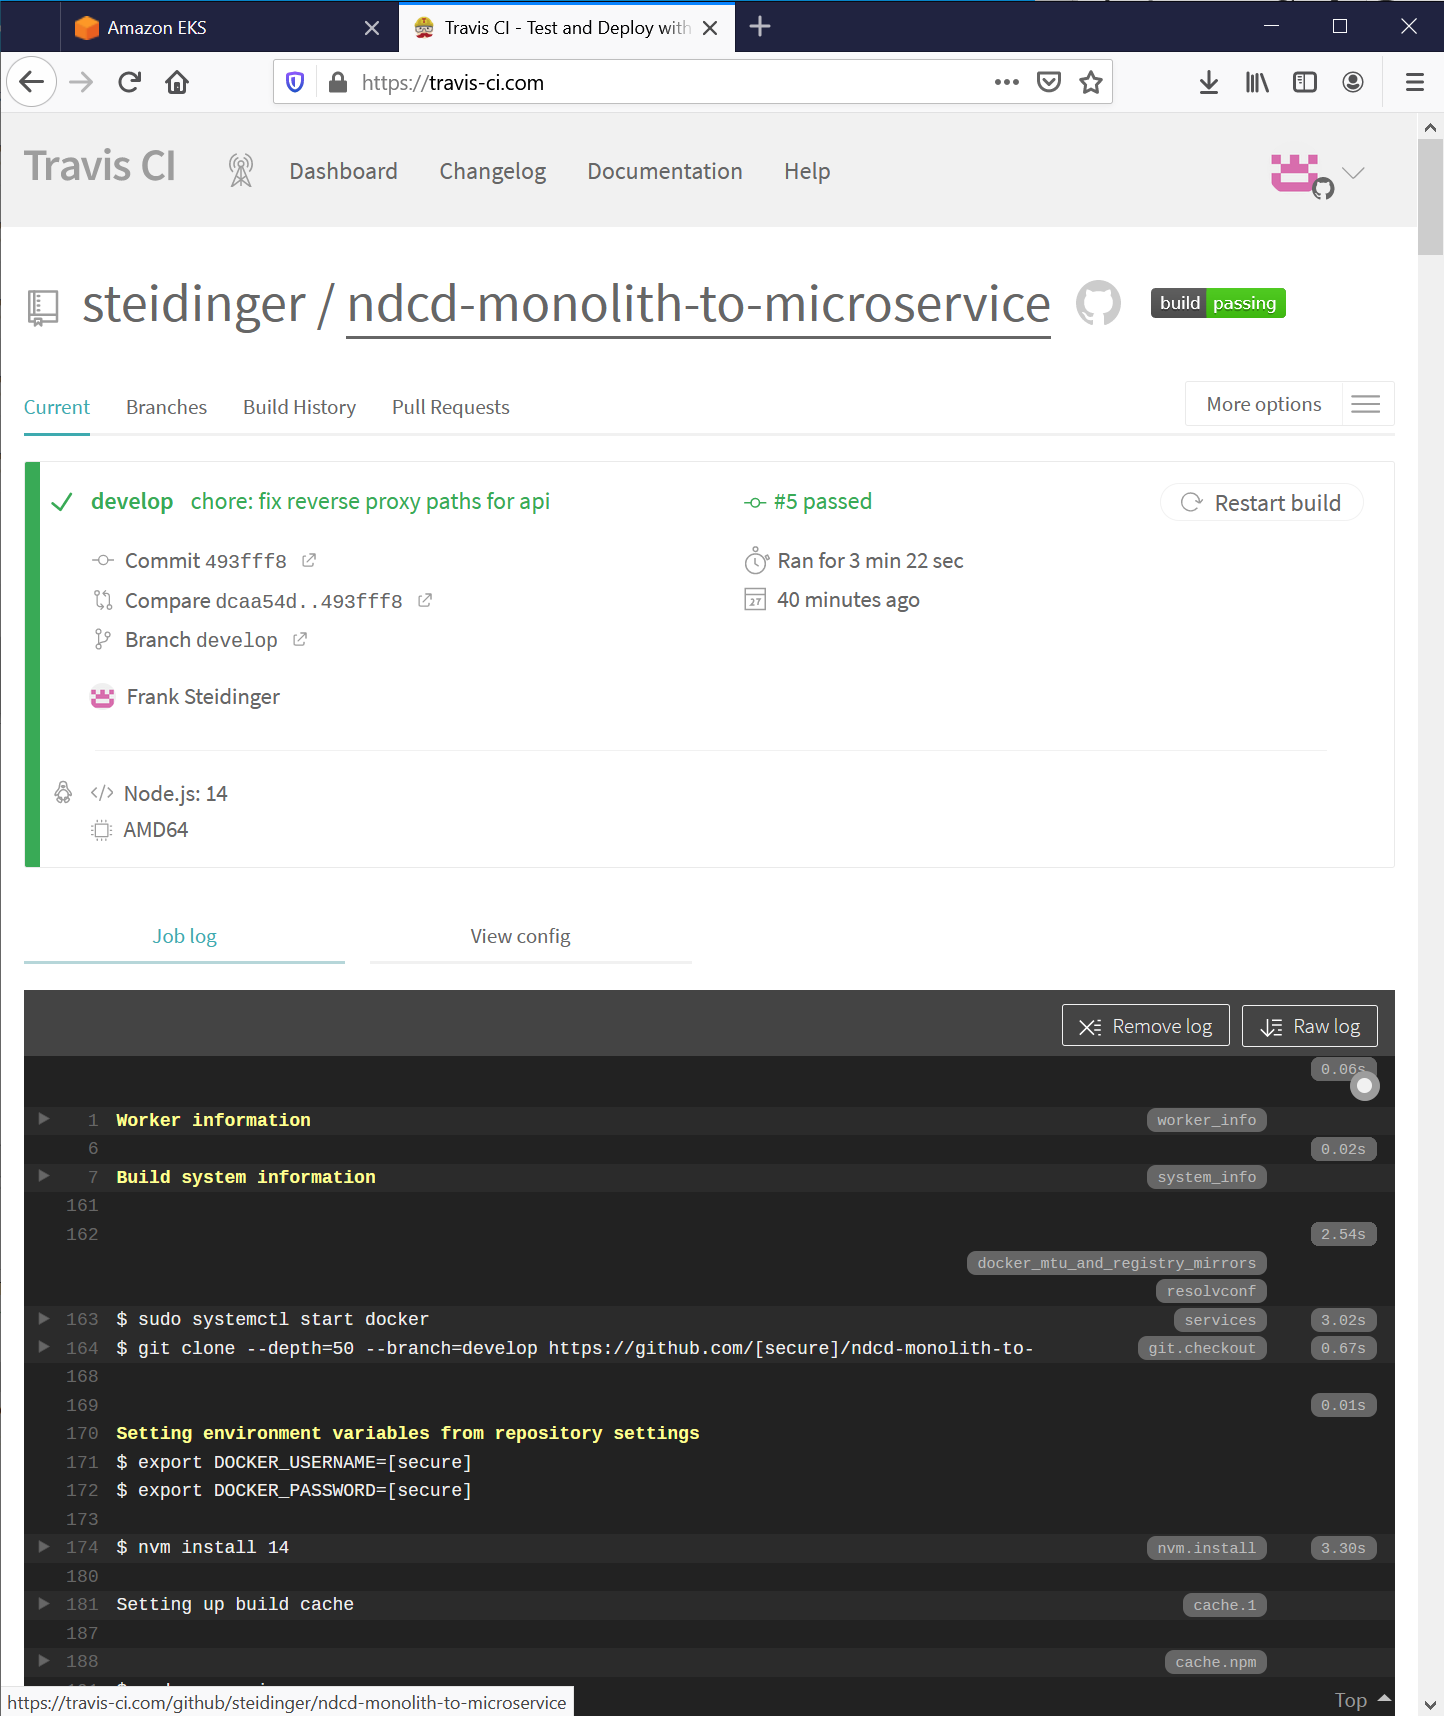 Amazon EKS
Travis CI - Test and Deploy with
https://travis-ci.com
Travis CI
Dashboard
Changelog
Documentation
Help
steidinger / ndcd-monolith-to-microservice
build passing
Current
Branches
Build History
Pull Requests
More options
develop chore: fix reverse proxy paths for api
#5 passed
Restart build
Commit 493fff8
Ran for 3 min 22 sec
Compare dcaa54d..493fff8
40 minutes ago
27
Branch develop
Frank Steidinger
</> Node.js: 14
AMD64
Job log
View config
Remove log
Raw log
0.06s
1 Worker information worker_info
6 0.02s
7 Build system information system_info
161
162 2.54s
docker_mtu_and_registry_mirrors
resolvconf
163 $ sudo systemctl start docker services 3.02s
164 $ git clone --depth=50 --branch=develop https://github.com/[secure]/ndcd-monolith-to- git.checkout 0.67s
168
169 0.01s
170 Setting environment variables from repository settings
171 $ export DOCKER_USERNAME=[secure]
172 $ export DOCKER_PASSWORD=[secure]
173
174 $ nvm install 14 nvm.install 3.30s
180
181 Setting up build cache cache.1
187
188 cache.npm
https://travis-ci.com/github/steidinger/ndcd-monolith-to-microservice
Top